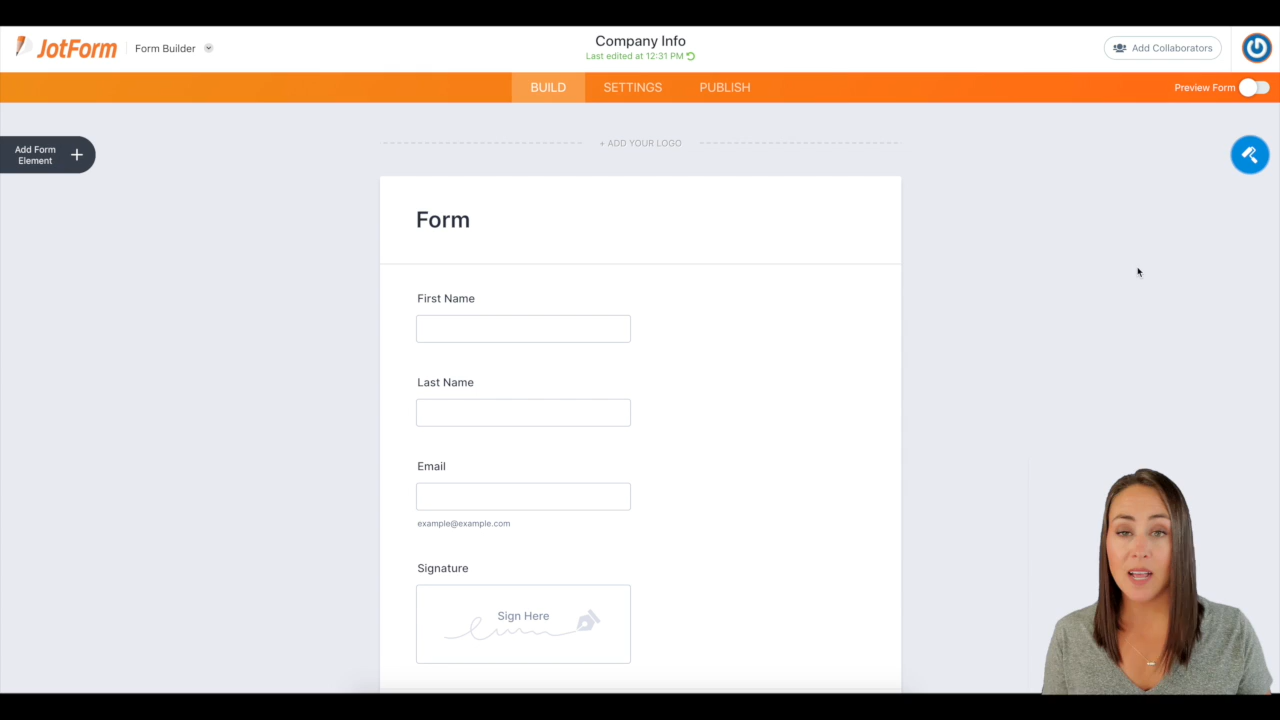 JotForm
Form Builder
Company Info
Last edited at 12:31 PM
Add Collaborators
BUILD
SETTINGS
PUBLISH
Preview Form
Add Form
Element
+ ADD YOUR LOGO
Form
First Name
Last Name
Email
example@example.com
Signature
Sign Here